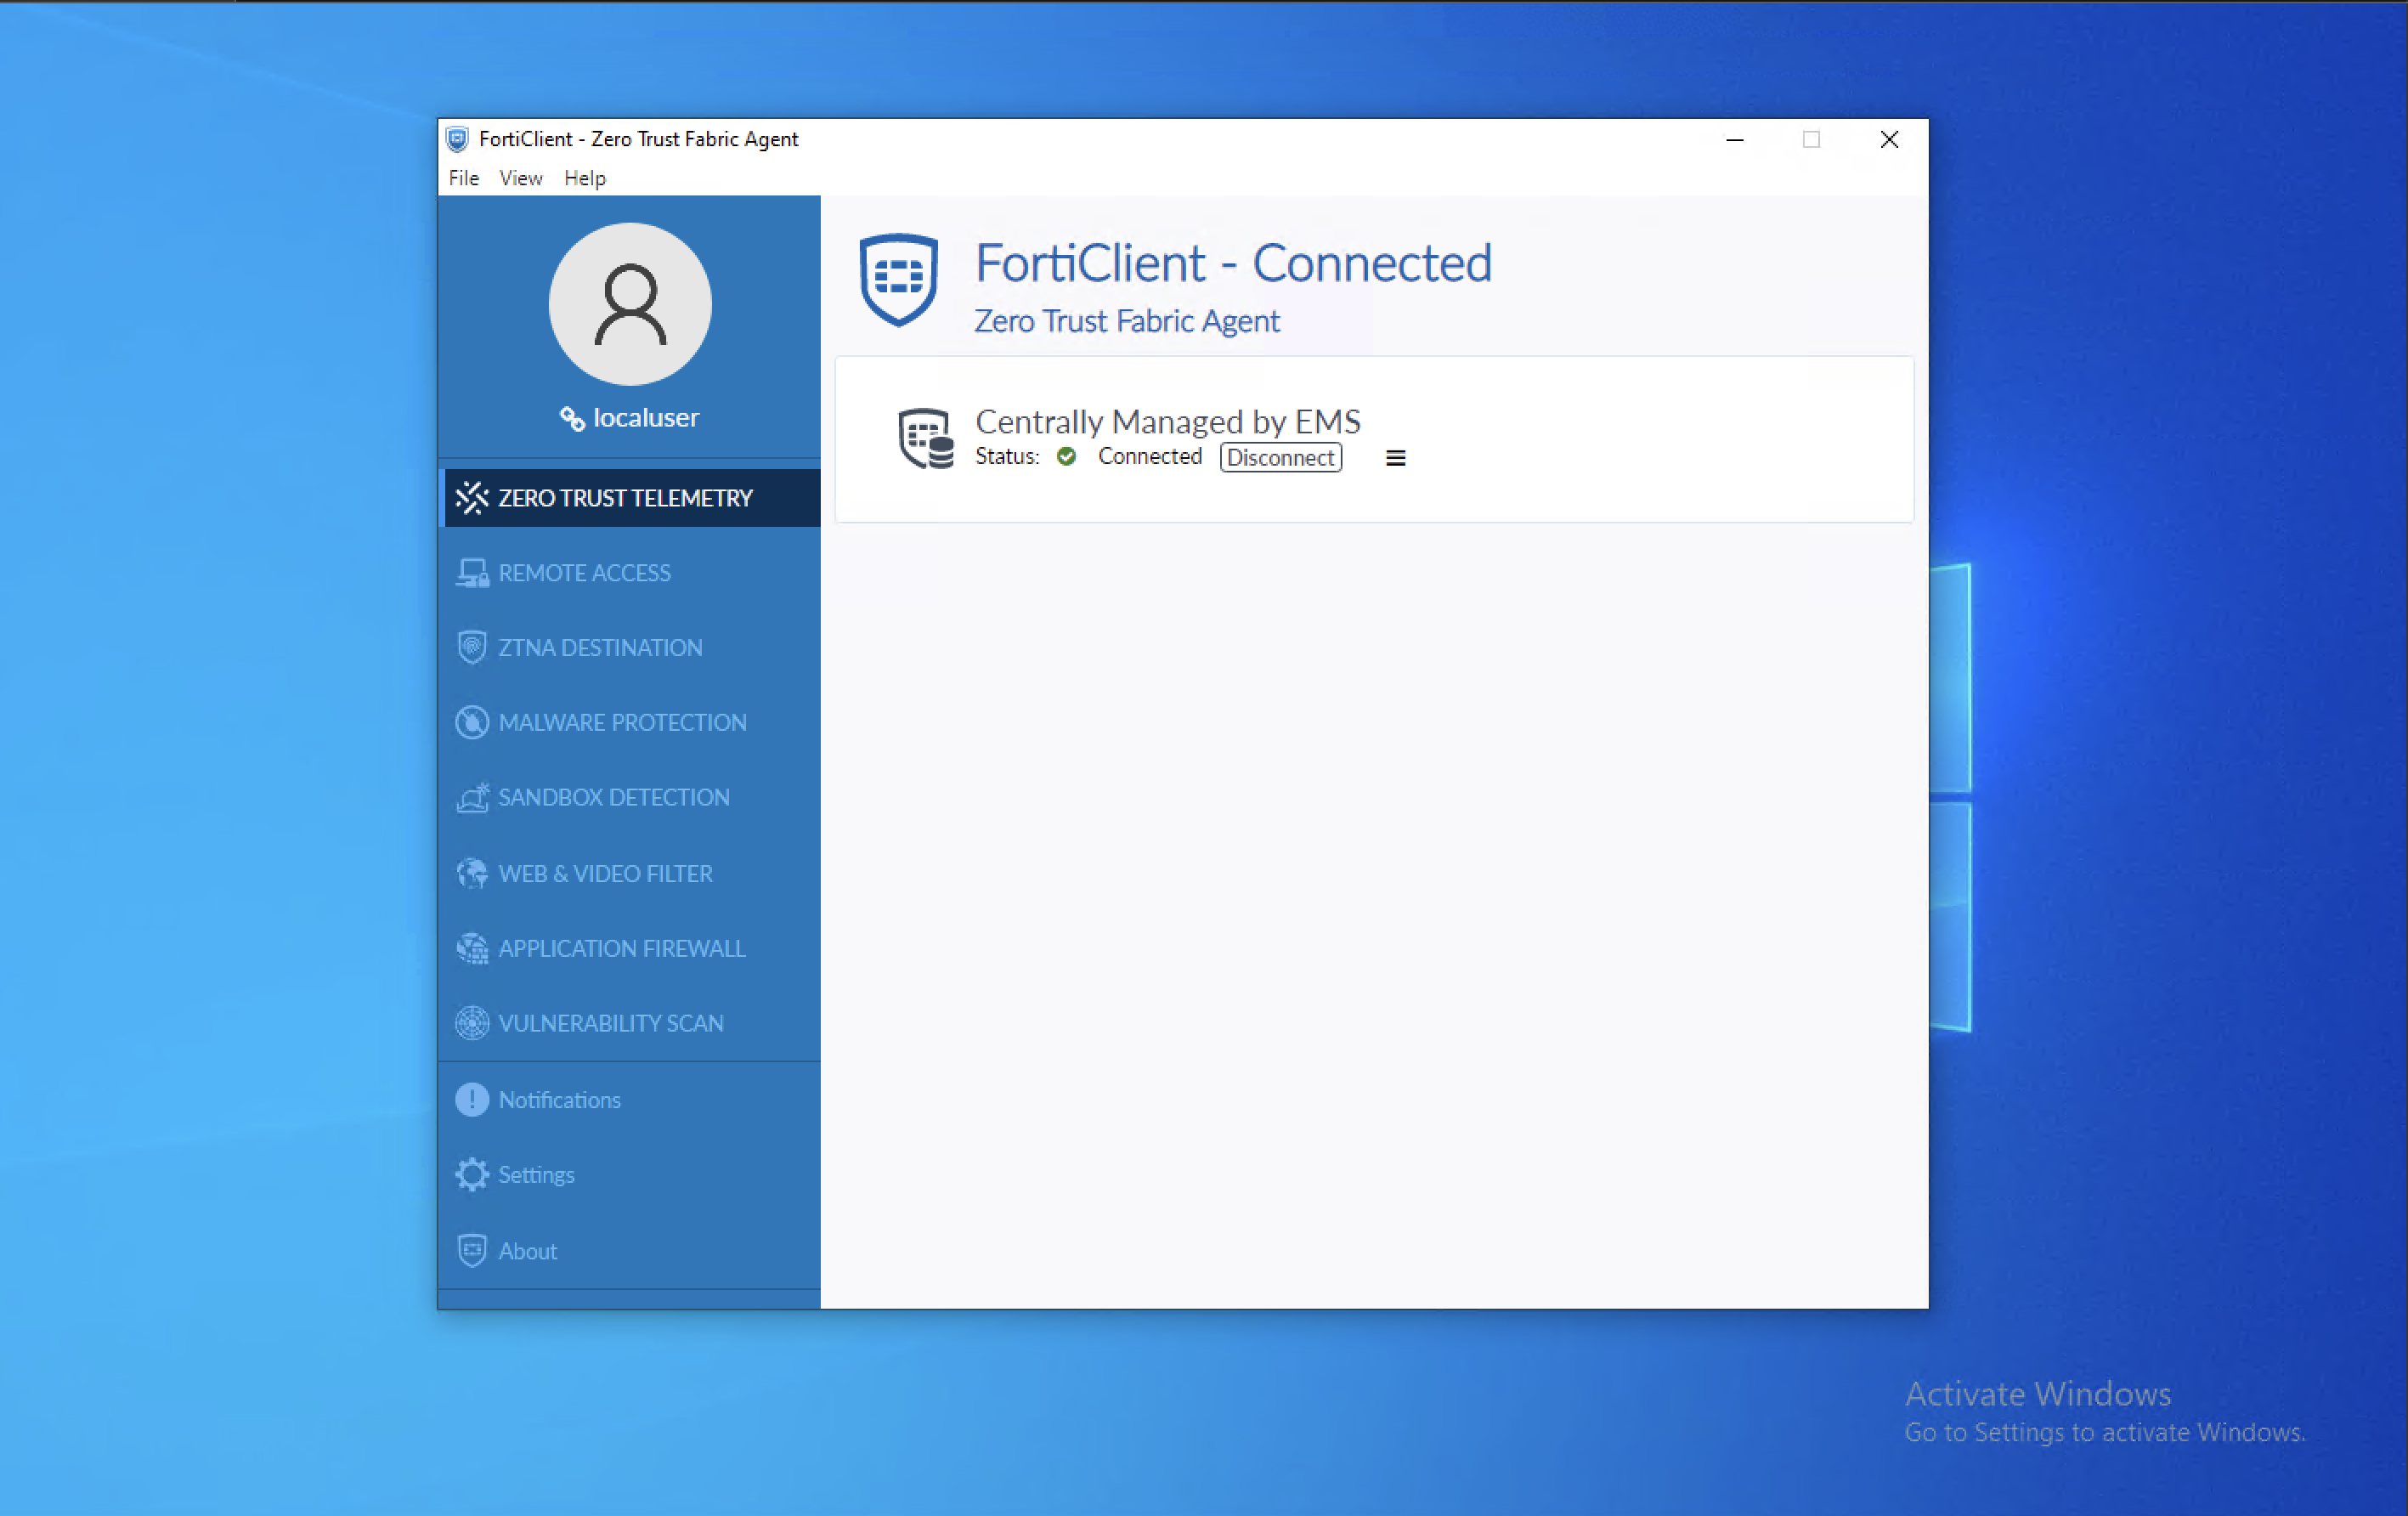 FortiClient - Zero Trust Fabric Agent
File View Help
localuser
ZERO TRUST TELEMETRY
REMOTE ACCESS
ZTNA DESTINATION
MALWARE PROTECTION
SANDBOX DETECTION
WEB & VIDEO FILTER
APPLICATION FIREWALL
VULNERABILITY SCAN
Notifications
Settings
About
FortiClient - Connected
Zero Trust Fabric Agent
Centrally Managed by EMS
Status: Connected Disconnect
Activate Windows
Go to Settings to activate Windows.